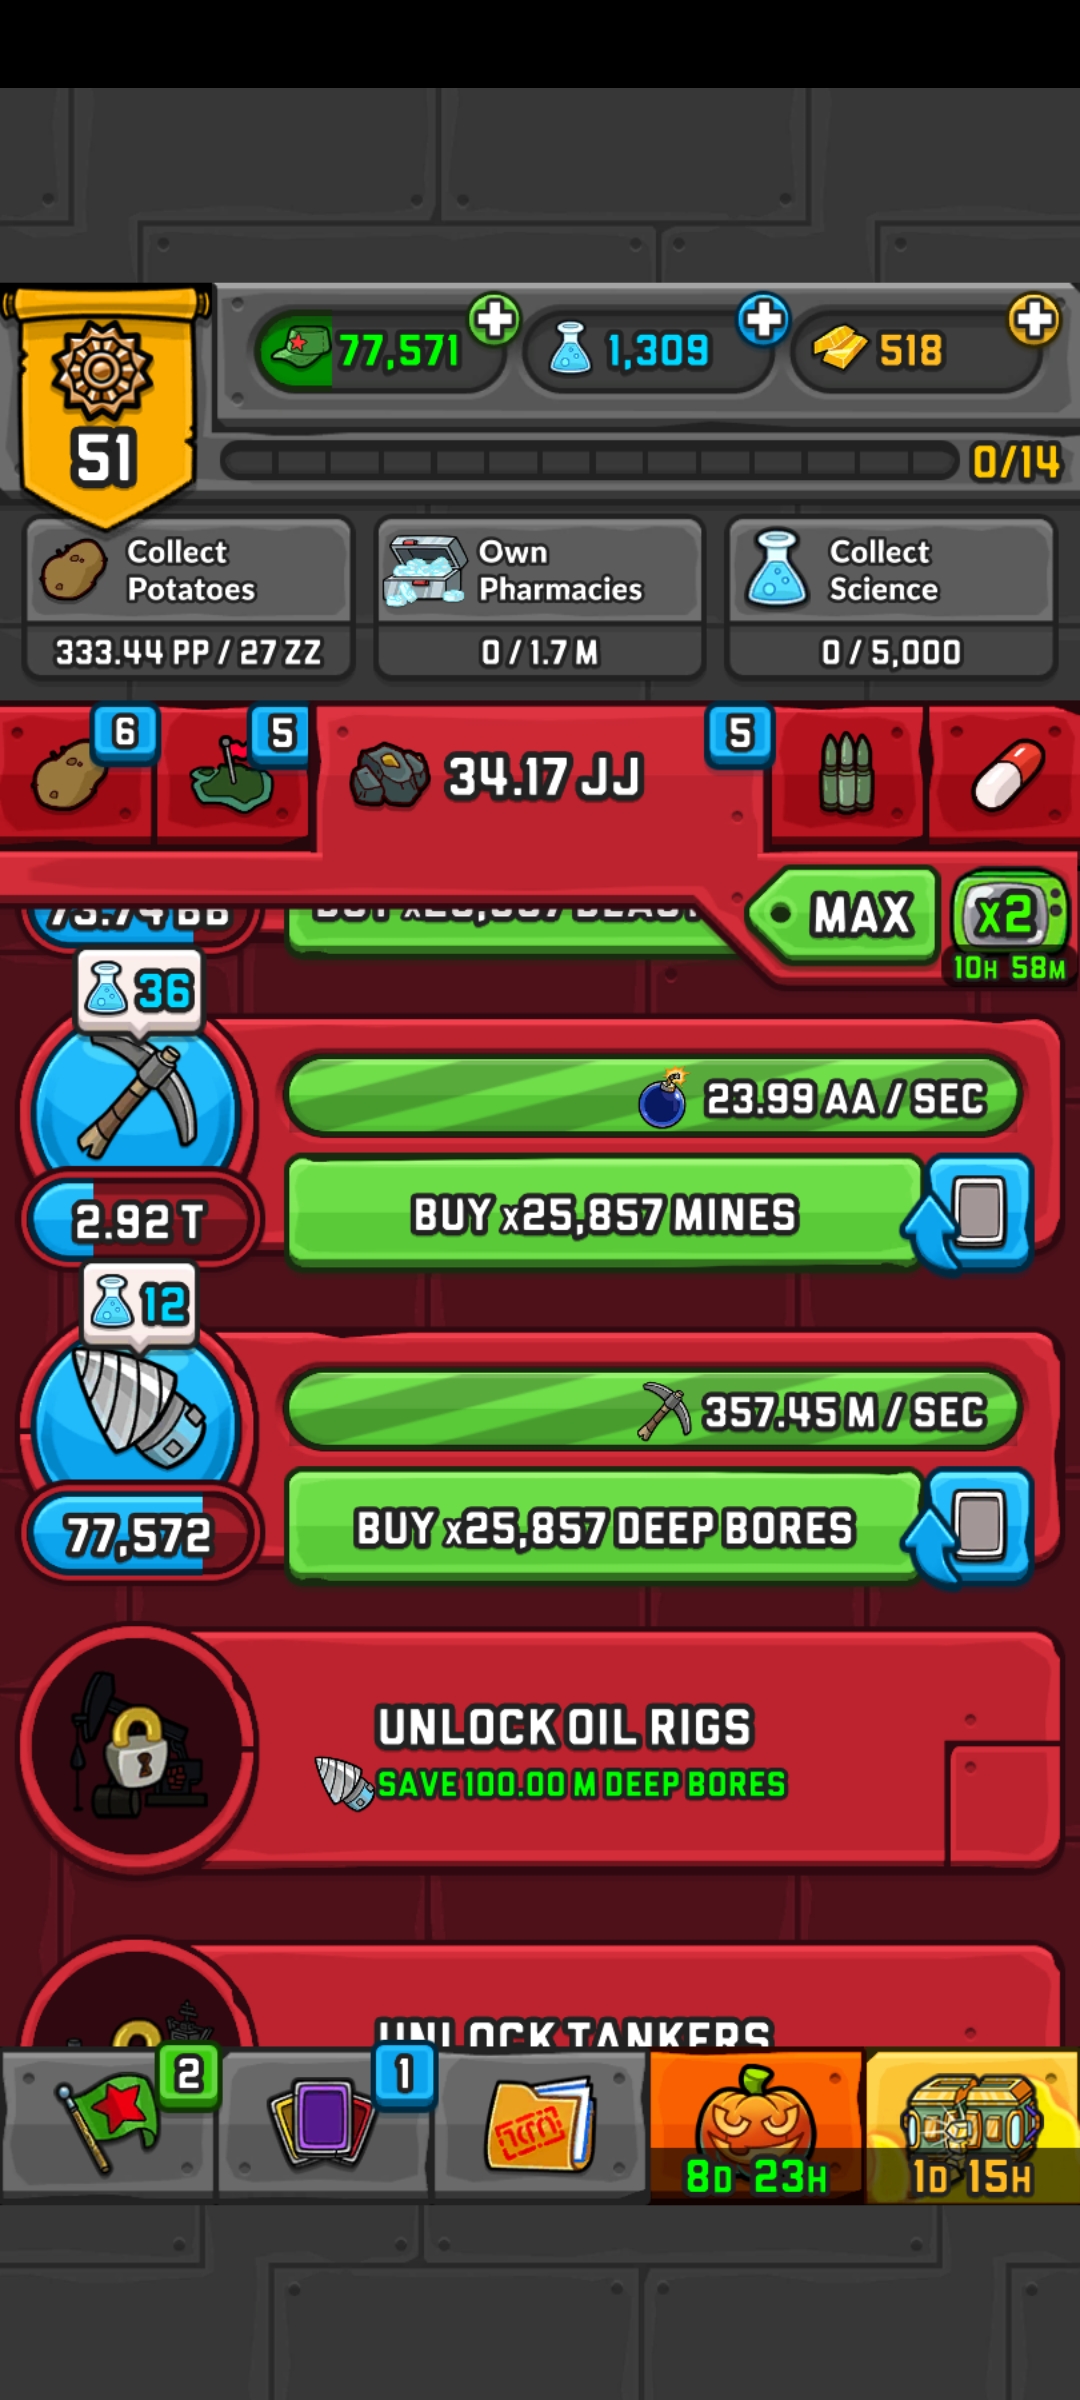 77,571
1,309
518
51
0/14
Collect Potatoes
333.44 PP / 27 ZZ
Own Pharmacies
0 / 1.7 M
Collect Science
0 / 5,000
6
5
34.17 JJ
5
MAX
x2
10H 58M
36
23.99 AA / SEC
2.92 T
BUY x25,857 MINES
12
357.45 M / SEC
77,572
BUY x25,857 DEEP BORES
UNLOCK OIL RIGS
SAVE 100.00 M DEEP BORES
UNLOCK TANKERS
2
1
8D 23H
1D 15H